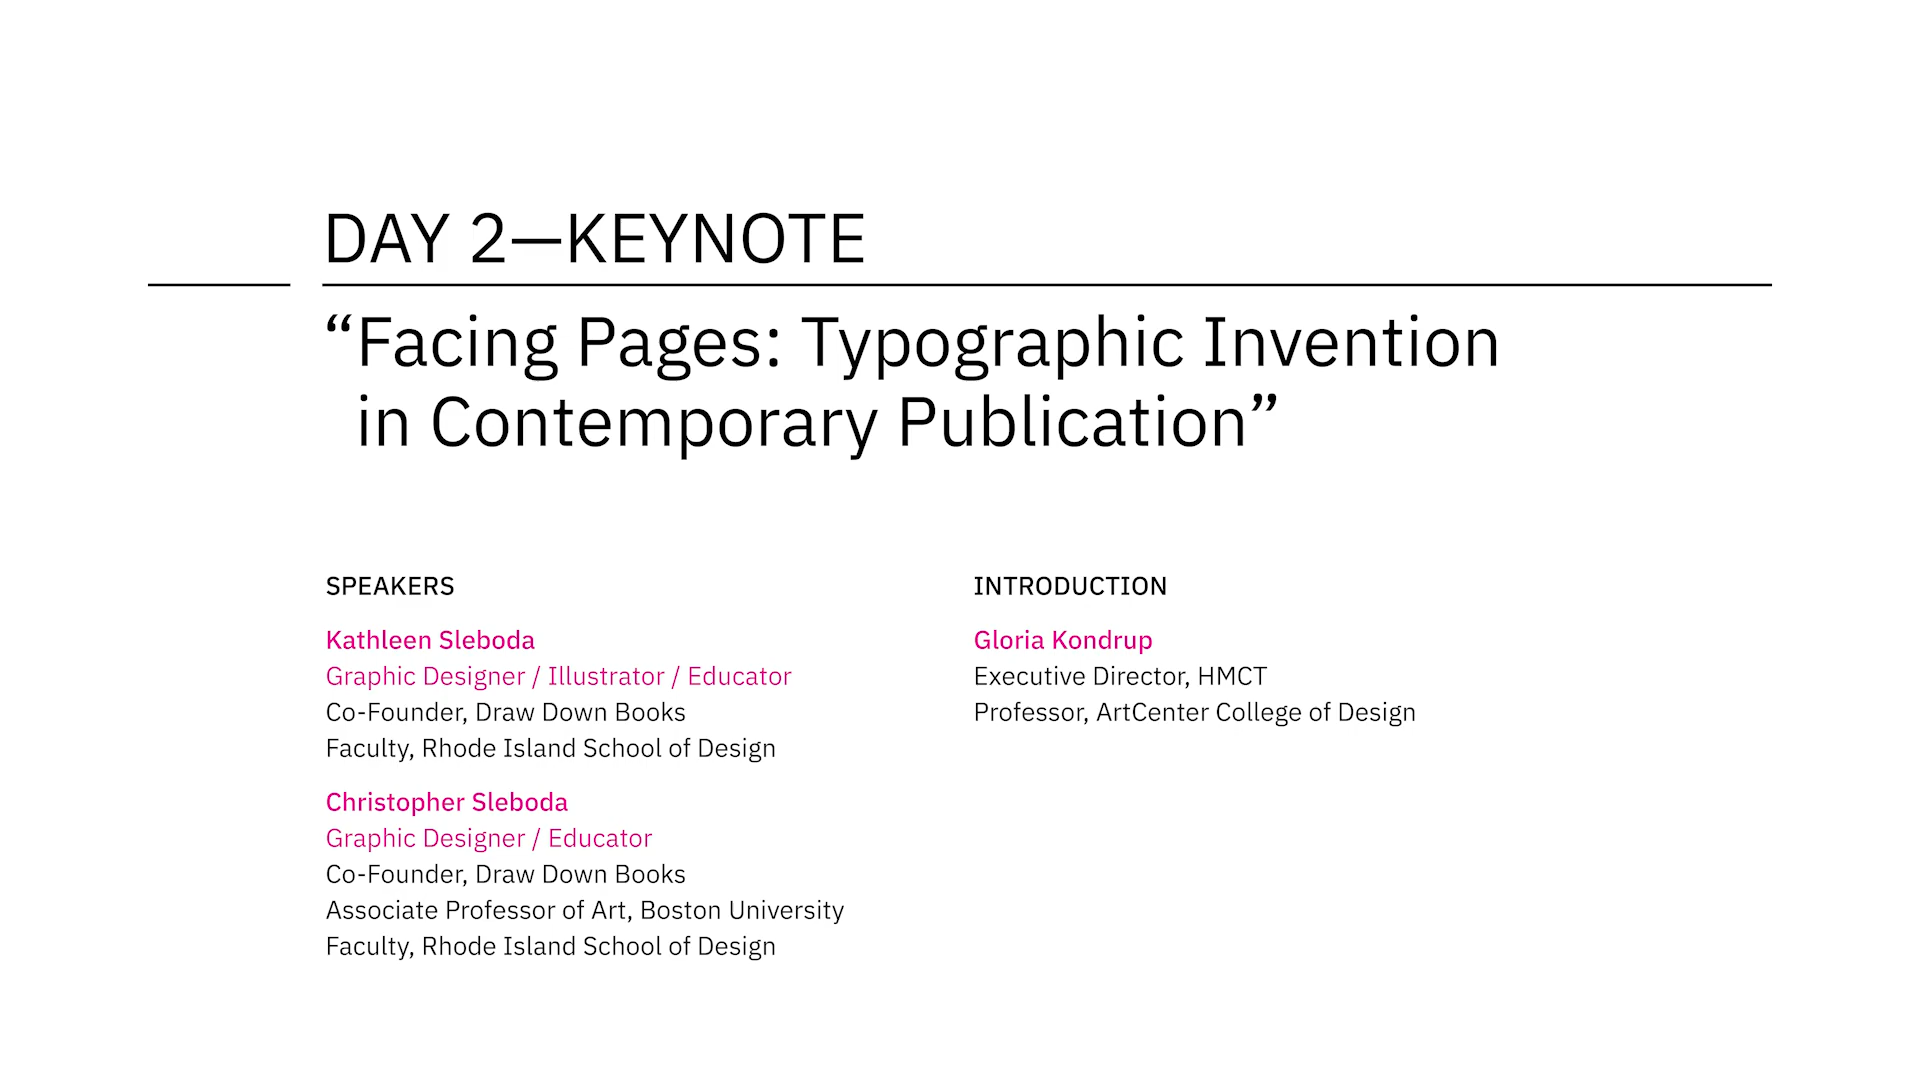 DAY 2—KEYNOTE
“Facing Pages: Typographic Invention
in Contemporary Publication”
SPEAKERS
Kathleen Sleboda
Graphic Designer / Illustrator / Educator
Co-Founder, Draw Down Books
Faculty, Rhode Island School of Design
Christopher Sleboda
Graphic Designer / Educator
Co-Founder, Draw Down Books
Associate Professor of Art, Boston University
Faculty, Rhode Island School of Design
INTRODUCTION
Gloria Kondrup
Executive Director, HMCT
Professor, ArtCenter College of Design